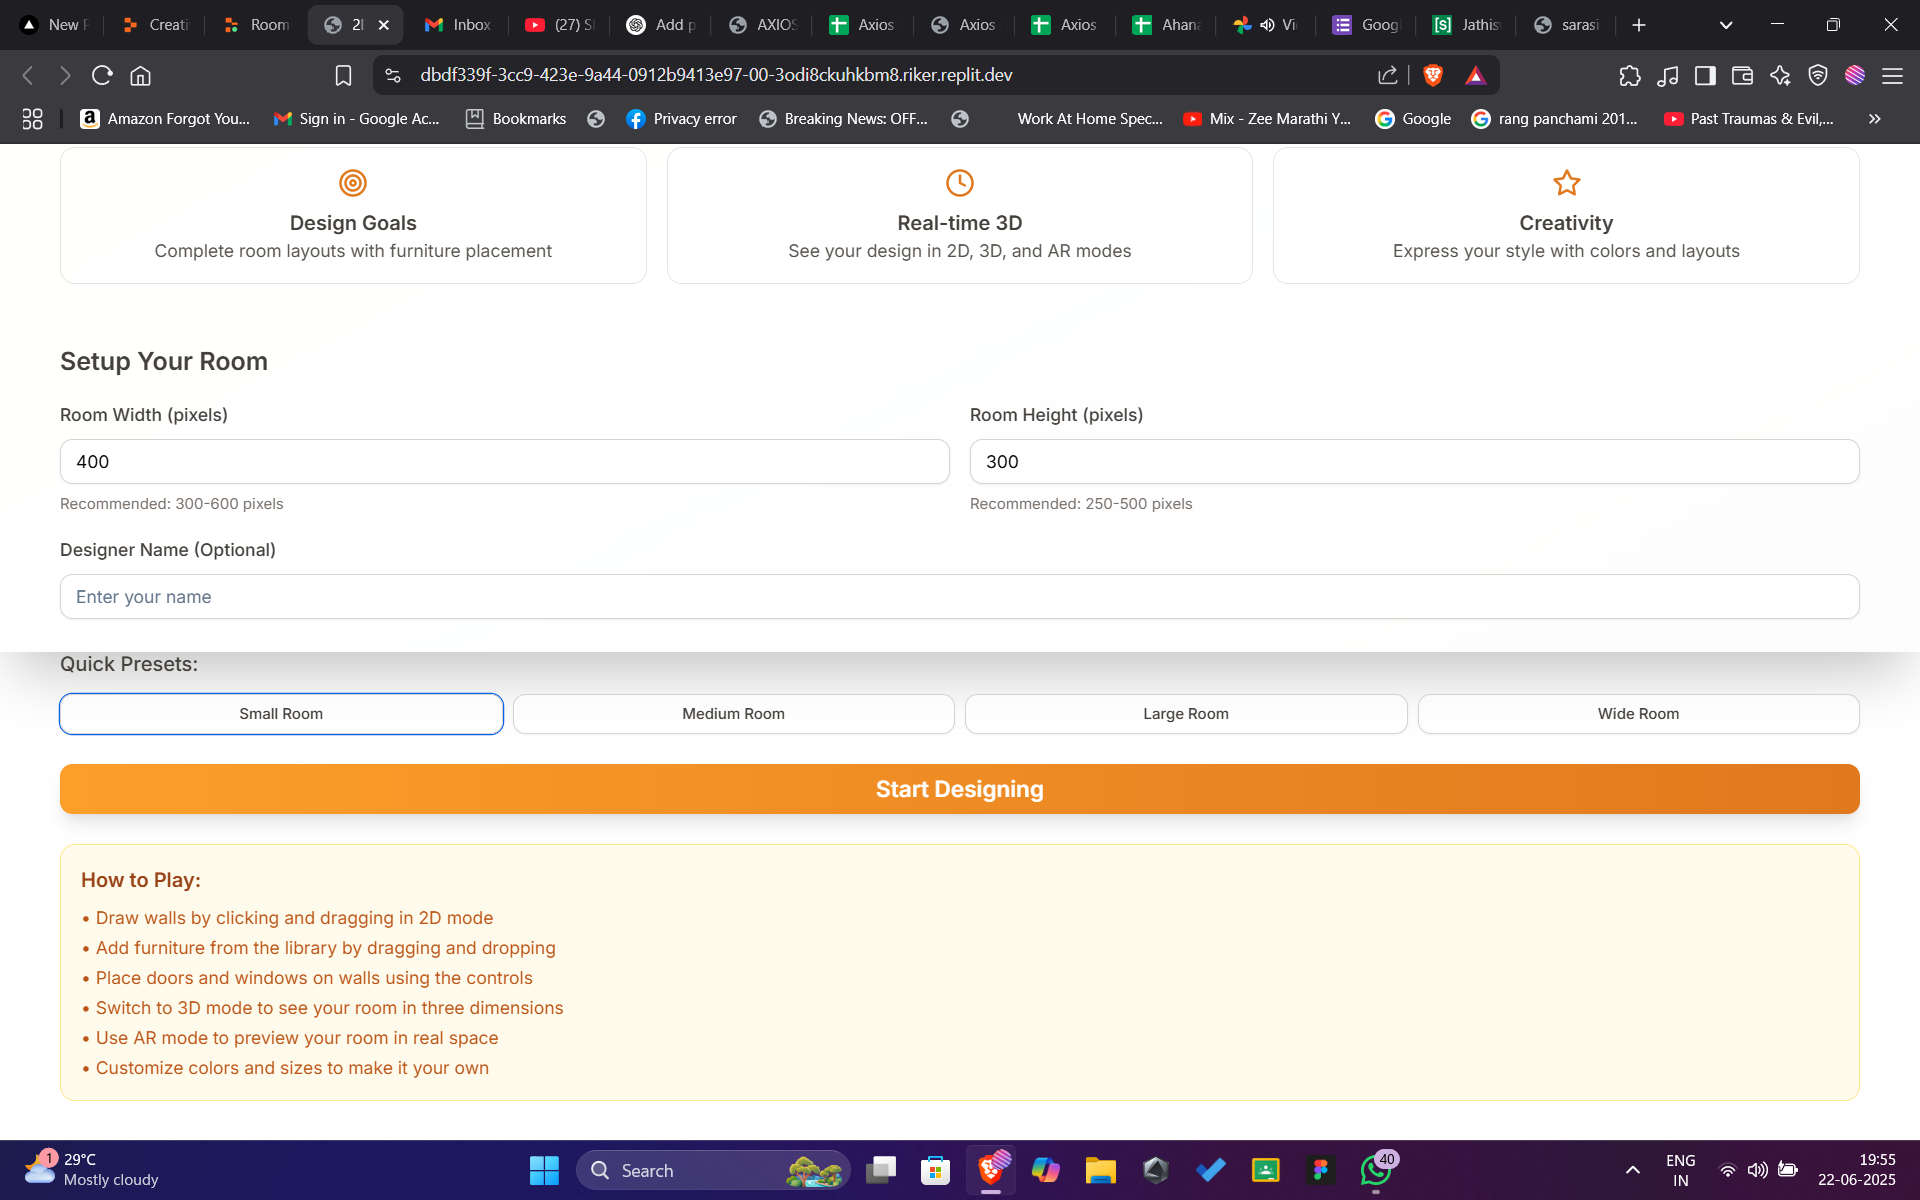 New P
Creati
Room
2I
Inbox
(27) S
Add p
AXIOS
Axios
Axios
Axios
Ahana
Vi
Googl
Jathis
sarasi
dbdf339f-3cc9-423e-9a44-0912b9413e97-00-3odi8ckuhkbm8.riker.replit.dev
Amazon Forgot You...
Sign in - Google Ac...
Bookmarks
Privacy error
Breaking News: OFF...
Work At Home Spec...
Mix - Zee Marathi Y...
Google
rang panchami 201...
Past Traumas & Evil,...
Design Goals
Complete room layouts with furniture placement
Real-time 3D
See your design in 2D, 3D, and AR modes
Creativity
Express your style with colors and layouts
Setup Your Room
Room Width (pixels)
Room Height (pixels)
400
300
Recommended: 300-600 pixels
Recommended: 250-500 pixels
Designer Name (Optional)
Enter your name
Quick Presets:
Small Room
Medium Room
Large Room
Wide Room
Start Designing
How to Play:
• Draw walls by clicking and dragging in 2D mode
• Add furniture from the library by dragging and dropping
• Place doors and windows on walls using the controls
• Switch to 3D mode to see your room in three dimensions
• Use AR mode to preview your room in real space
• Customize colors and sizes to make it your own
1
29°C
Mostly cloudy
Search
40
ENG
IN
19:55
22-06-2025